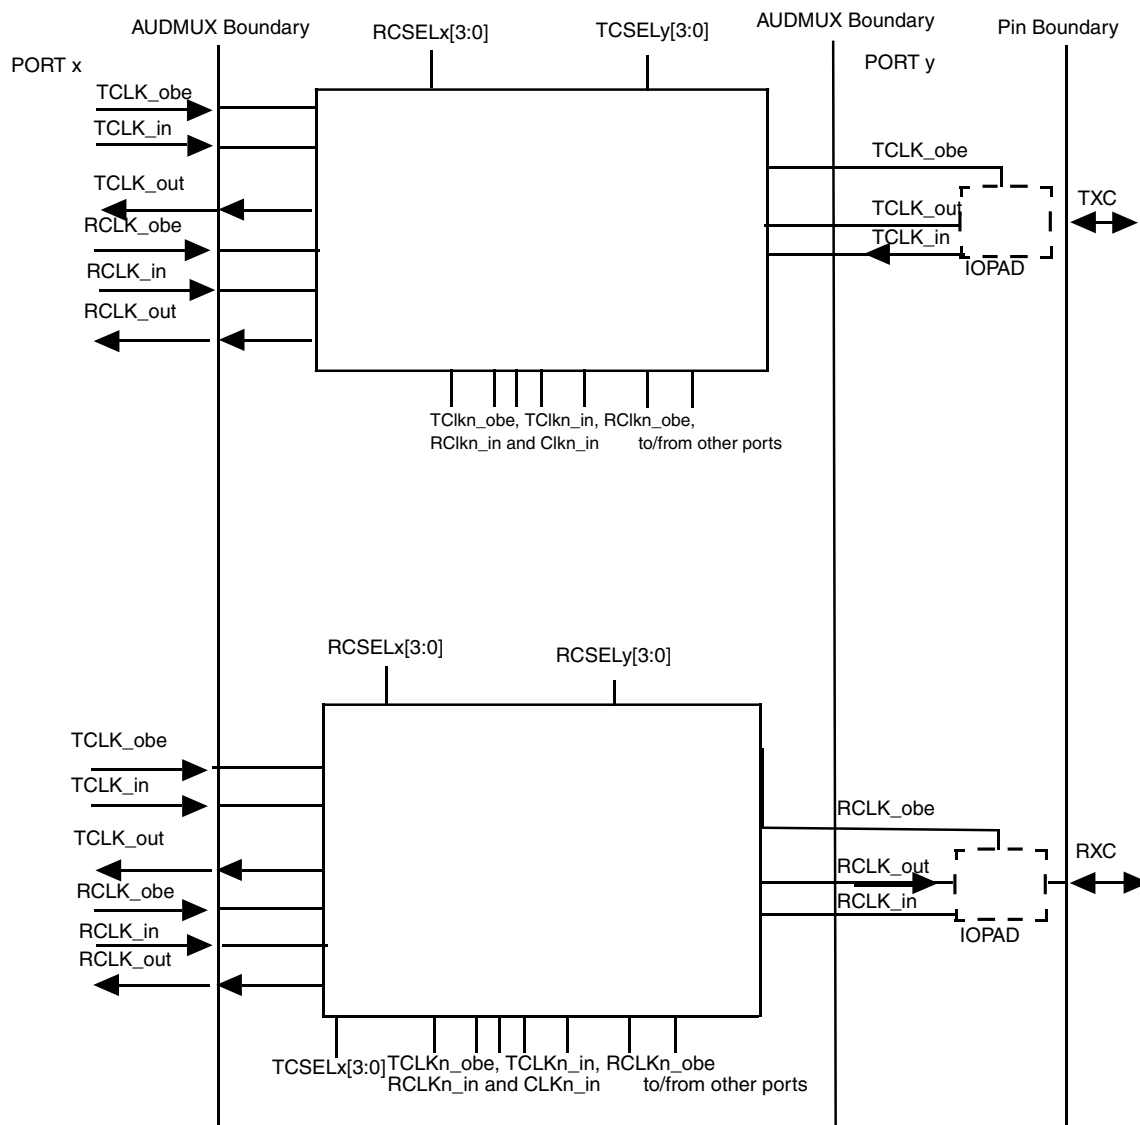 AUDMUX Boundary
AUDMUX Boundary
Pin Boundary
RCSELx[3:0]
TCSELy[3:0]
PORT x
PORT y
TCLK_obe
TCLK_in
TCLK_out
RCLK_obe
RCLK_in
RCLK_out
TCLK_obe
TCLK_out
TCLK_in
IOPAD
TXC
TClkn_obe, TClkn_in, RClkn_obe,
RClkn_in and Clkn_in to/from other ports
RCSELx[3:0]
RCSELy[3:0]
TCLK_obe
TCLK_in
TCLK_out
RCLK_obe
RCLK_in
RCLK_out
RCLK_obe
RCLK_out
RCLK_in
IOPAD
RXC
TCSELx[3:0]
TCLKn_obe, TCLKn_in, RCLKn_obe
RCLKn_in and CLKn_in to/from other ports